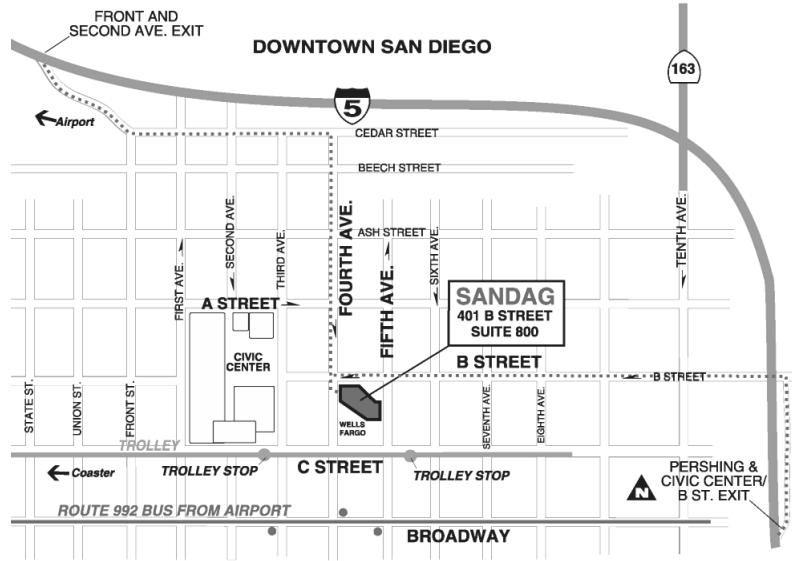 FRONT AND
SECOND AVE. EXIT
DOWNTOWN SAN DIEGO
163
5
Airport
CEDAR STREET
BEECH STREET
ASH STREET
FIRST AVE.
SECOND AVE.
THIRD AVE.
FOURTH AVE.
FIFTH AVE.
SIXTH AVE.
TENTH AVE.
A STREET
SANDAG
401 B STREET
SUITE 800
CIVIC
CENTER
B STREET
B STREET
STATE ST.
UNION ST.
FRONT ST.
WELLS
FARGO
SEVENTH AVE.
EIGHTH AVE.
TROLLEY
TROLLEY STOP
C STREET
TROLLEY STOP
Coaster
PERSHING &
CIVIC CENTER/
B ST. EXIT
N
ROUTE 992 BUS FROM AIRPORT
BROADWAY